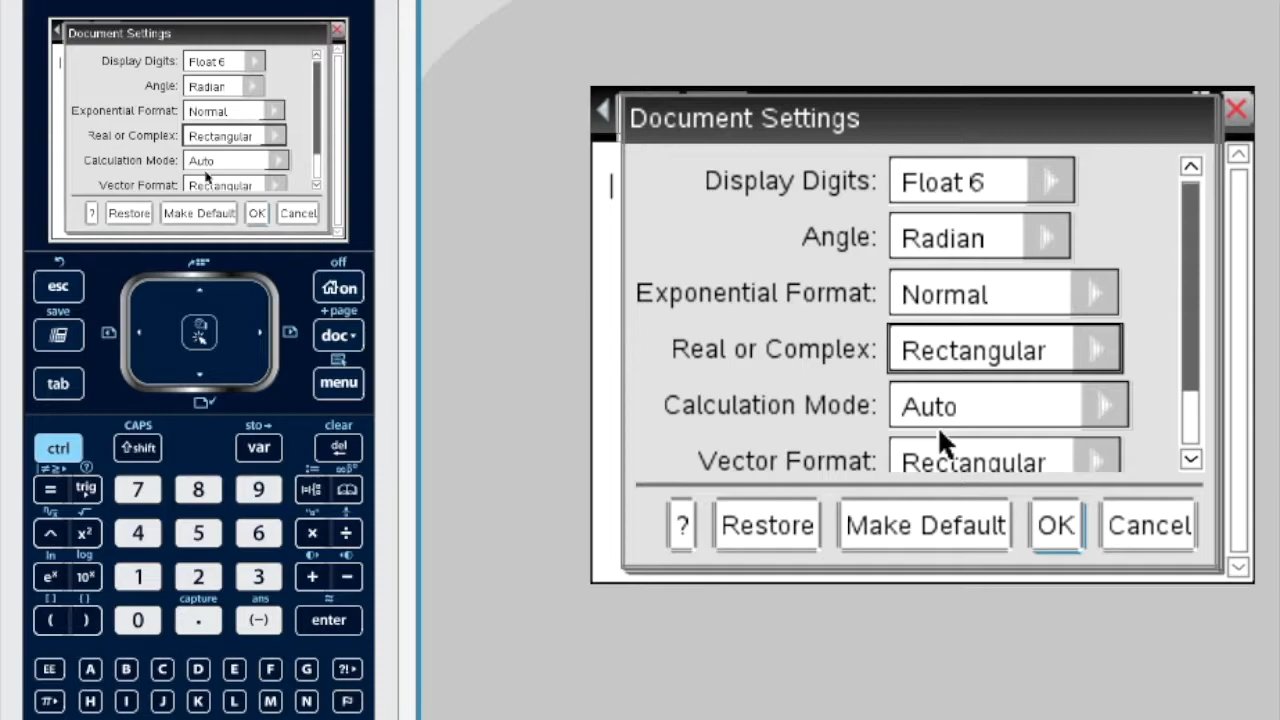 Document Settings
Display Digits: Float 6
Angle: Radian
Exponential Format: Normal
Real or Complex: Rectangular
Calculation Mode: Auto
Vector Format: Rectangular
? Restore Make Default OK Cancel
off
esc on
save +page
doc
tab menu
CAPS sto→ clear
ctrl ⇧shift var del
|≠≥▸ :=
= trig 7 8 9
√
^ x² 4 5 6 × ÷
ln log
eˣ 10ˣ 1 2 3 + −
[ ] { } capture ans ≈
( ) 0 . (−) enter
EE A B C D E F G ?!▸
π▸ H I J K L M N
Document Settings
Display Digits: Float 6
Angle: Radian
Exponential Format: Normal
Real or Complex: Rectangular
Calculation Mode: Auto
Vector Format: Rectangular
? Restore Make Default OK Cancel